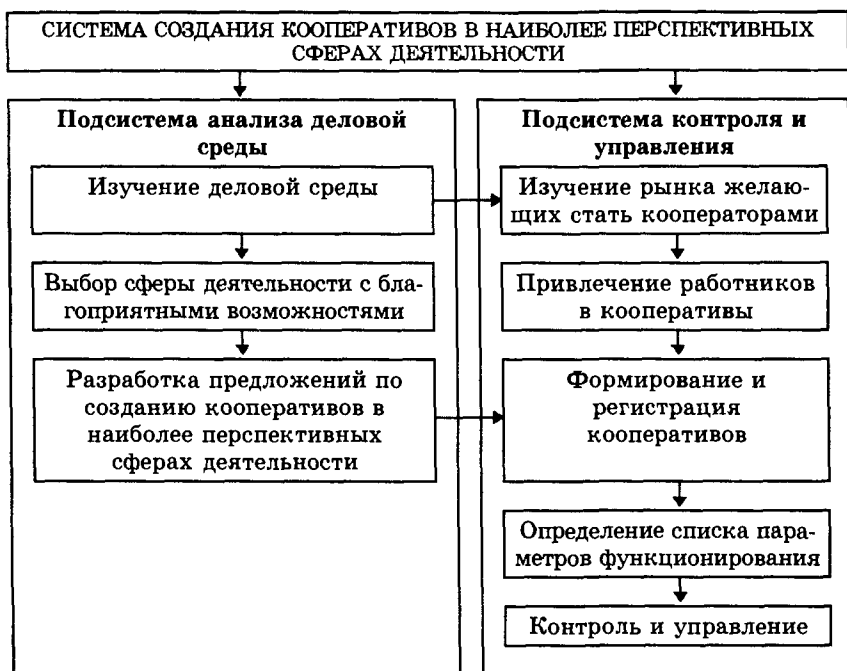 СИСТЕМА СОЗДАНИЯ КООПЕРАТИВОВ В НАИБОЛЕЕ ПЕРСПЕКТИВНЫХ
СФЕРАХ ДЕЯТЕЛЬНОСТИ
Подсистема анализа деловой
среды
Изучение деловой среды
Выбор сферы деятельности с бла-
гоприятными возможностями
Разработка предложений по
созданию кооперативов в
наиболее перспективных
сферах деятельности
Подсистема контроля и
управления
Изучение рынка желаю-
щих стать кооператорами
Привлечение работников
в кооперативы
Формирование и
регистрация
кооперативов
Определение списка пара-
метров функционирования
Контроль и управление